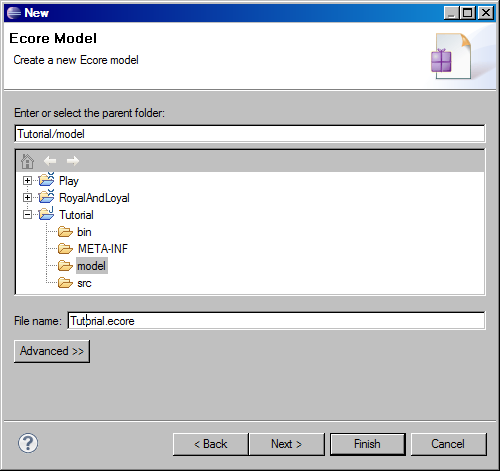 New
Ecore Model
Create a new Ecore model
Enter or select the parent folder:
Tutorial/model
Play
RoyalAndLoyal
Tutorial
bin
META-INF
model
src
File name: Tutorial.ecore
Advanced >>
? < Back Next > Finish Cancel